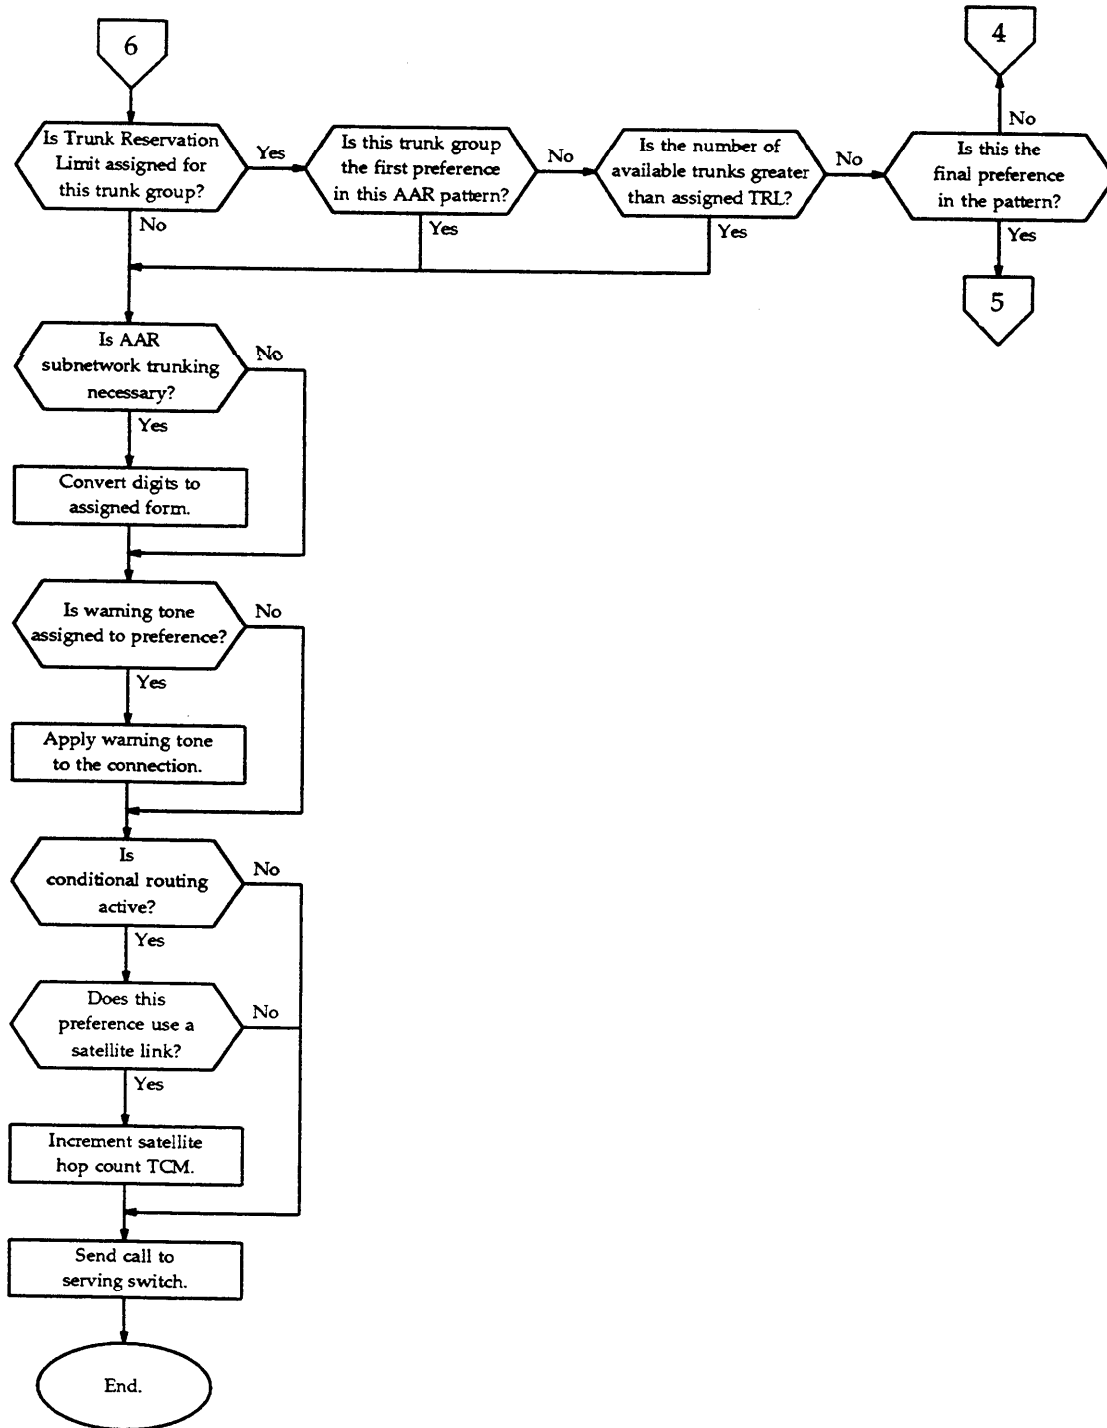 6
4
Is Trunk Reservation
Limit assigned for
this trunk group?
Yes
Is this trunk group
the first preference
in this AAR pattern?
No
Is the number of
available trunks greater
than assigned TRL?
No
No
Is this the
final preference
in the pattern?
No
Yes
Yes
Yes
5
Is AAR
subnetwork trunking
necessary?
No
Yes
Convert digits to
assigned form.
Is warning tone
assigned to preference?
No
Yes
Apply warning tone
to the connection.
Is
conditional routing
active?
No
Yes
Does this
preference use a
satellite link?
No
Yes
Increment satellite
hop count TCM.
Send call to
serving switch.
End.